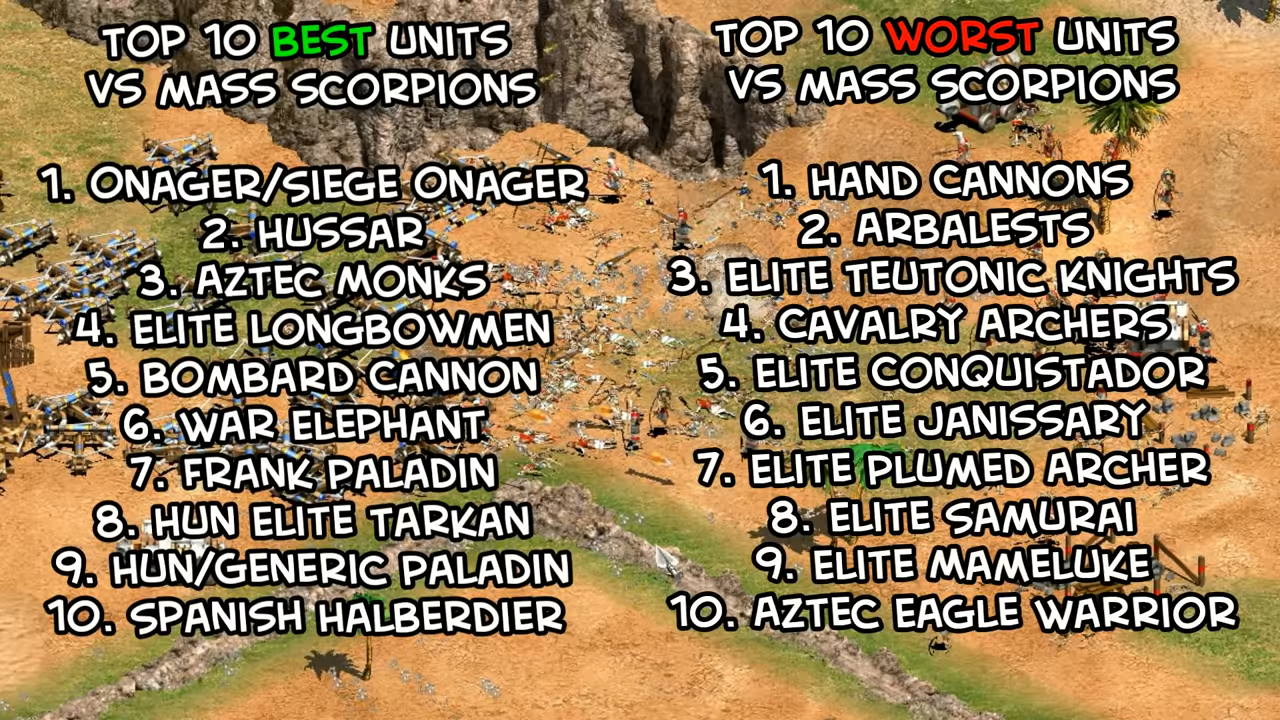 TOP 10 BEST UNITS
VS MASS SCORPIONS
1. ONAGER/SIEGE ONAGER
2. HUSSAR
3. AZTEC MONKS
4. ELITE LONGBOWMEN
5. BOMBARD CANNON
6. WAR ELEPHANT
7. FRANK PALADIN
8. HUN ELITE TARKAN
9. HUN/GENERIC PALADIN
10. SPANISH HALBERDIER
TOP 10 WORST UNITS
VS MASS SCORPIONS
1. HAND CANNONS
2. ARBALESTS
3. ELITE TEUTONIC KNIGHTS
4. CAVALRY ARCHERS
5. ELITE CONQUISTADOR
6. ELITE JANISSARY
7. ELITE PLUMED ARCHER
8. ELITE SAMURAI
9. ELITE MAMELUKE
10. AZTEC EAGLE WARRIOR